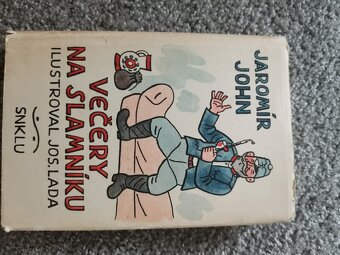 JAROMÍR
JOHN
VEČERY
NA SLAMNÍKU
ILUSTROVAL JOS. LADA
SNKLU